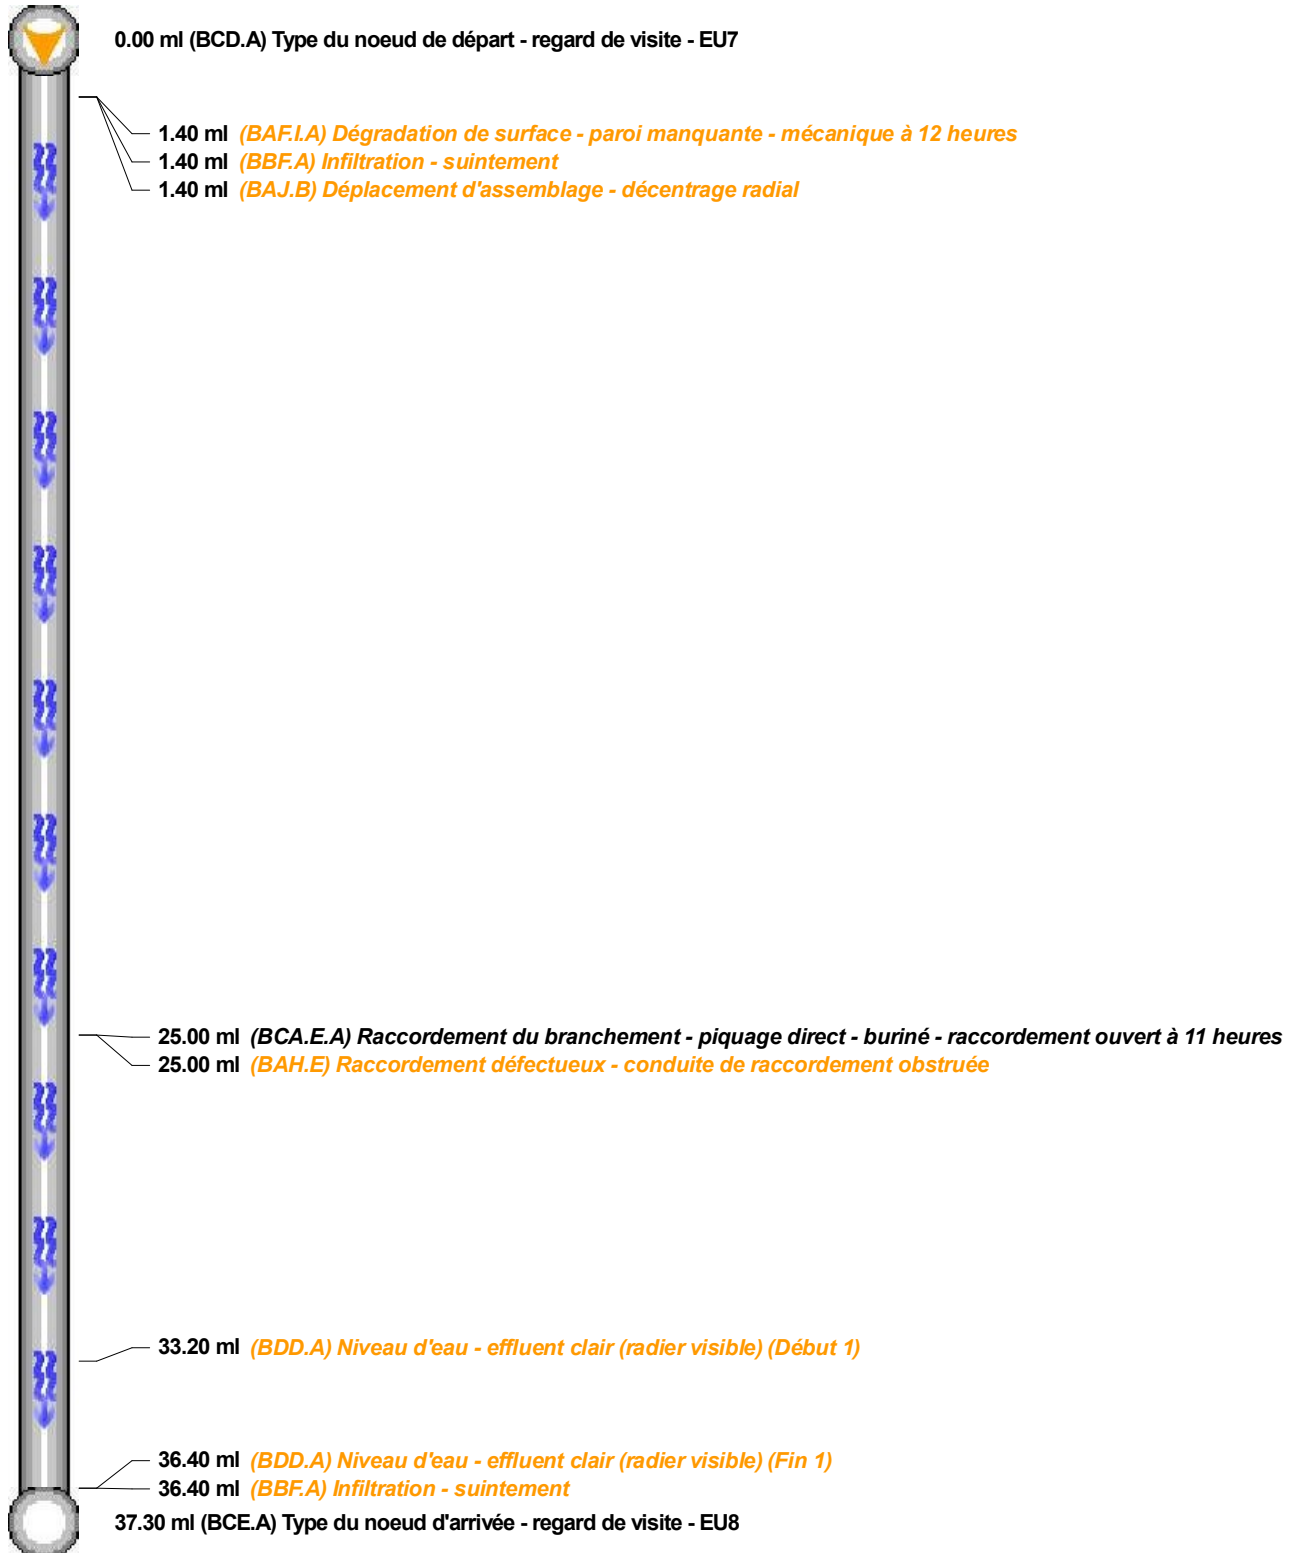 0.00 ml (BCD.A) Type du noeud de départ - regard de visite - EU7
1.40 ml (BAF.I.A) Dégradation de surface - paroi manquante - mécanique à 12 heures
1.40 ml (BBF.A) Infiltration - suintement
1.40 ml (BAJ.B) Déplacement d'assemblage - décentrage radial
25.00 ml (BCA.E.A) Raccordement du branchement - piquage direct - buriné - raccordement ouvert à 11 heures
25.00 ml (BAH.E) Raccordement défectueux - conduite de raccordement obstruée
33.20 ml (BDD.A) Niveau d'eau - effluent clair (radier visible) (Début 1)
36.40 ml (BDD.A) Niveau d'eau - effluent clair (radier visible) (Fin 1)
36.40 ml (BBF.A) Infiltration - suintement
37.30 ml (BCE.A) Type du noeud d'arrivée - regard de visite - EU8